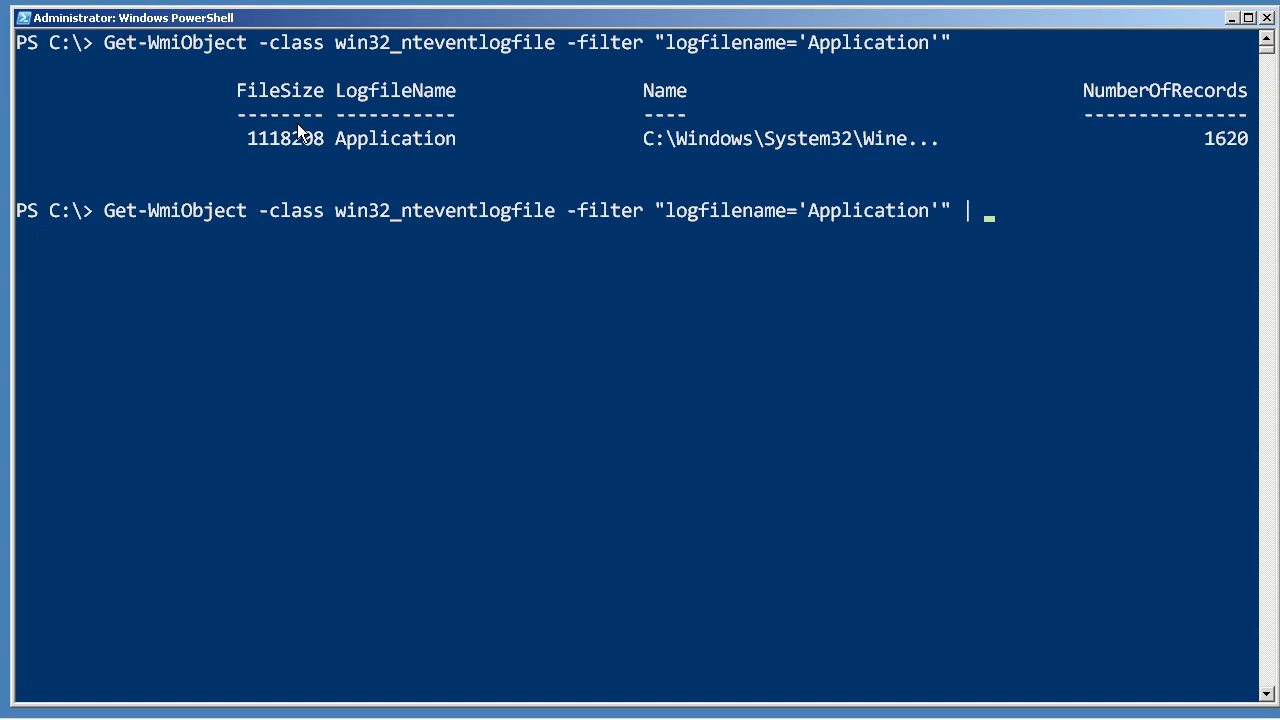 Administrator: Windows PowerShell
PS C:\> Get-WmiObject -class win32_nteventlogfile -filter "logfilename='Application'"
FileSize LogfileName Name NumberOfRecords
-------- ----------- ---- ---------------
1118208 Application C:\Windows\System32\Wine... 1620
PS C:\> Get-WmiObject -class win32_nteventlogfile -filter "logfilename='Application'" | _